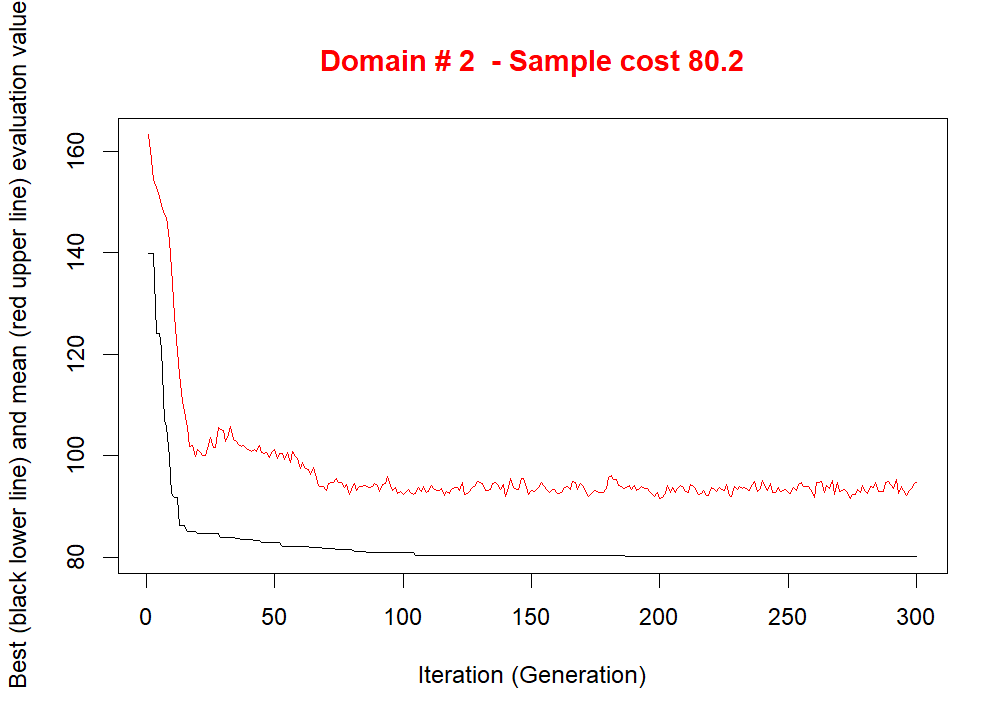 Domain # 2 - Sample cost 80.2
Best (black lower line) and mean (red upper line) evaluation value
160
140
120
100
80
0 50 100 150 200 250 300
Iteration (Generation)